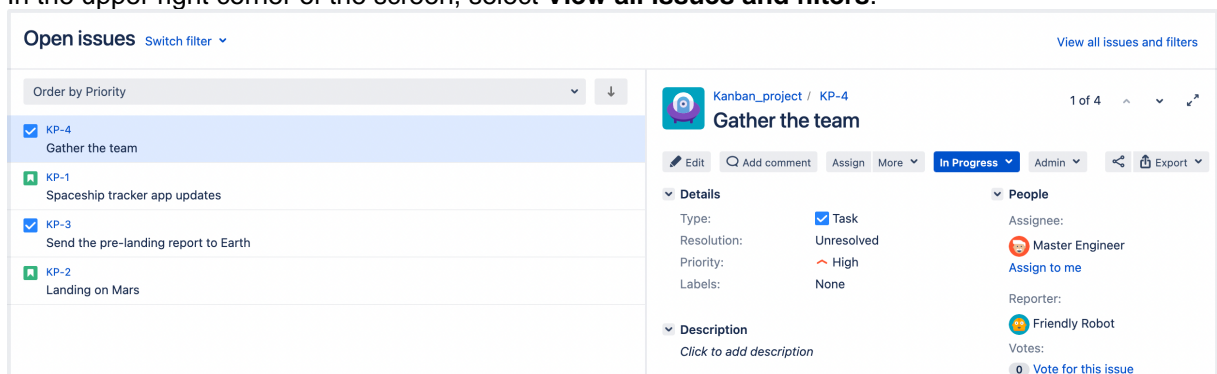 In the upper right corner of the screen, select View all issues and filters.
Open issues Switch filter
View all issues and filters
Order by Priority
KP-4
Gather the team
KP-1
Spaceship tracker app updates
KP-3
Send the pre-landing report to Earth
KP-2
Landing on Mars
Kanban_project / KP-4
1 of 4
Gather the team
Edit Add comment Assign More In Progress Admin Export
Details
Type: Task
Resolution: Unresolved
Priority: High
Labels: None
Description
Click to add description
People
Assignee:
Master Engineer
Assign to me
Reporter:
Friendly Robot
Votes:
0 Vote for this issue